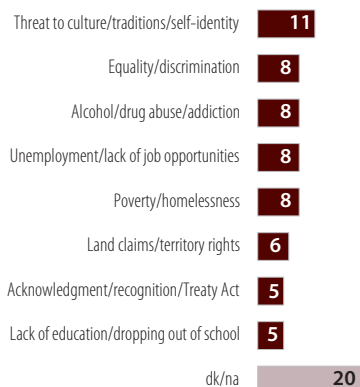 Threat to culture/traditions/self-identity 11
Equality/discrimination 8
Alcohol/drug abuse/addiction 8
Unemployment/lack of job opportunities 8
Poverty/homelessness 8
Land claims/territory rights 6
Acknowledgment/recognition/Treaty Act 5
Lack of education/dropping out of school 5
dk/na 20